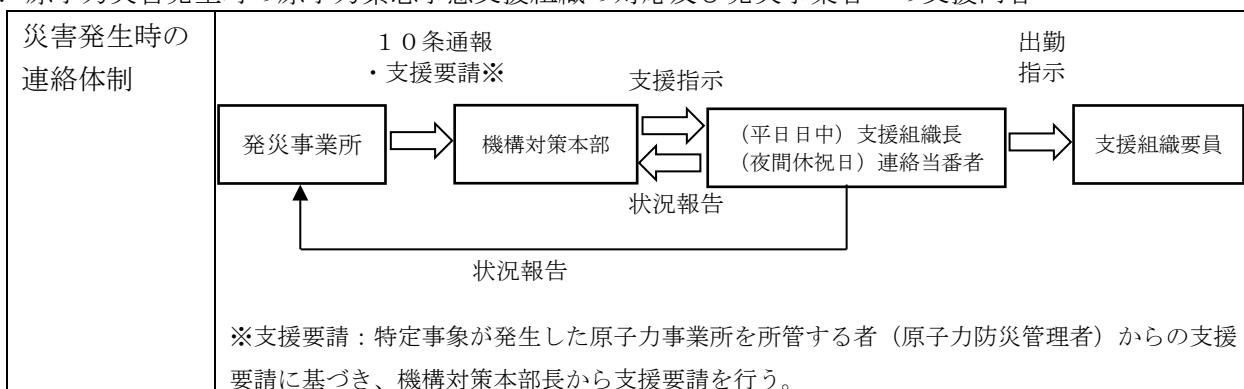 災害発生時の
連絡体制
１０条通報
・支援要請※
支援指示
出勤
指示
発災事業所
機構対策本部
（平日日中）支援組織長
（夜間休祝日）連絡当番者
支援組織要員
状況報告
状況報告
※支援要請：特定事象が発生した原子力事業所を所管する者（原子力防災管理者）からの支援
要請に基づき、機構対策本部長から支援要請を行う。